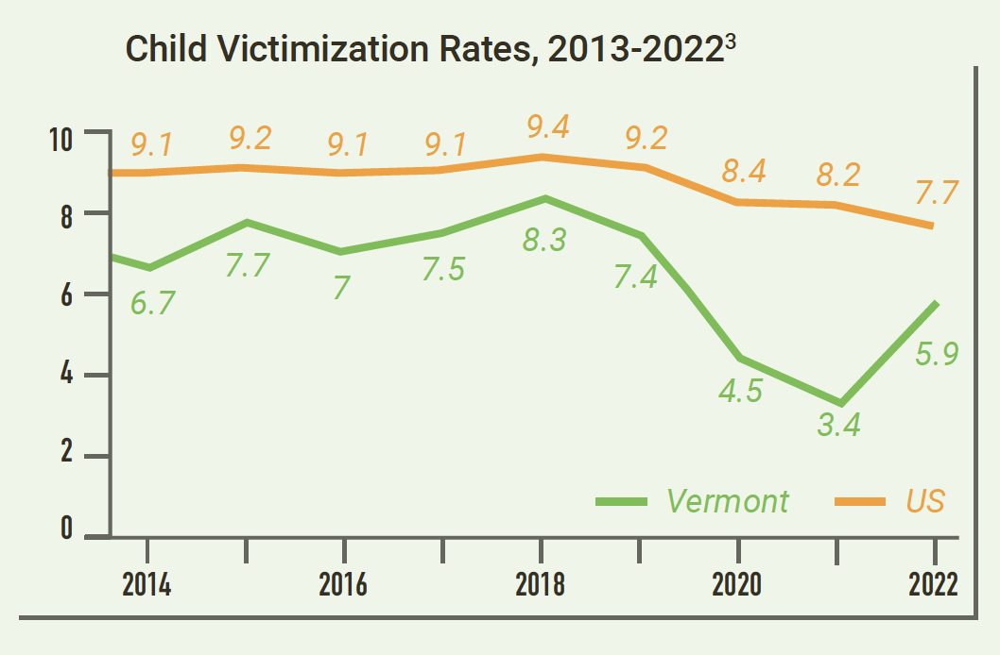 Child Victimization Rates, 2013-2022³
10
8
6
4
2
0
9.1 9.2 9.1 9.1 9.4 9.2 8.4 8.2 7.7
6.7 7.7 7 7.5 8.3 7.4 4.5 3.4 5.9
Vermont US
2014 2016 2018 2020 2022